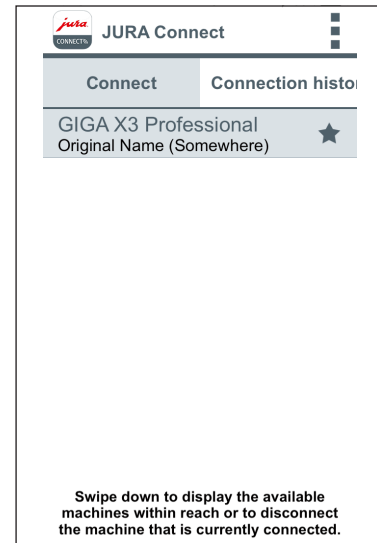 jura
CONNECT%
JURA Connect
Connect
Connection histo
GIGA X3 Professional
Original Name (Somewhere)
Swipe down to display the available
machines within reach or to disconnect
the machine that is currently connected.